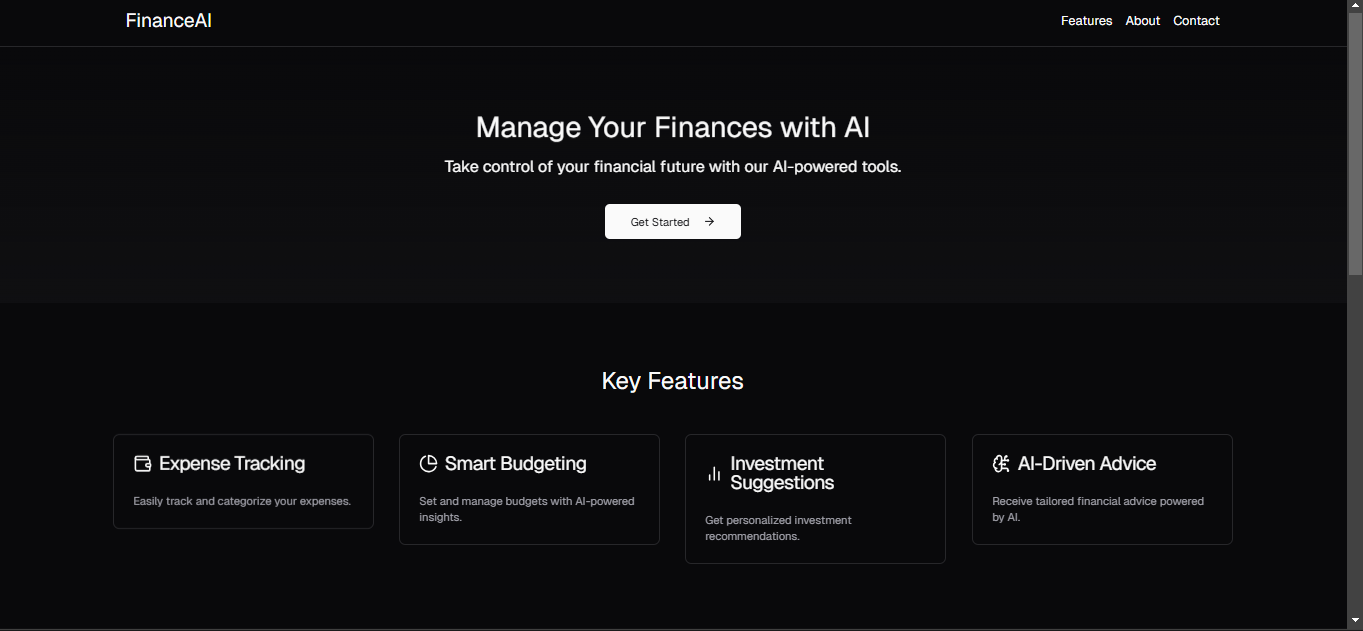 FinanceAI
Features About Contact
Manage Your Finances with AI
Take control of your financial future with our AI-powered tools.
Get Started
Key Features
Expense Tracking
Easily track and categorize your expenses.
Smart Budgeting
Set and manage budgets with AI-powered
insights.
Investment
Suggestions
Get personalized investment
recommendations.
AI-Driven Advice
Receive tailored financial advice powered
by AI.